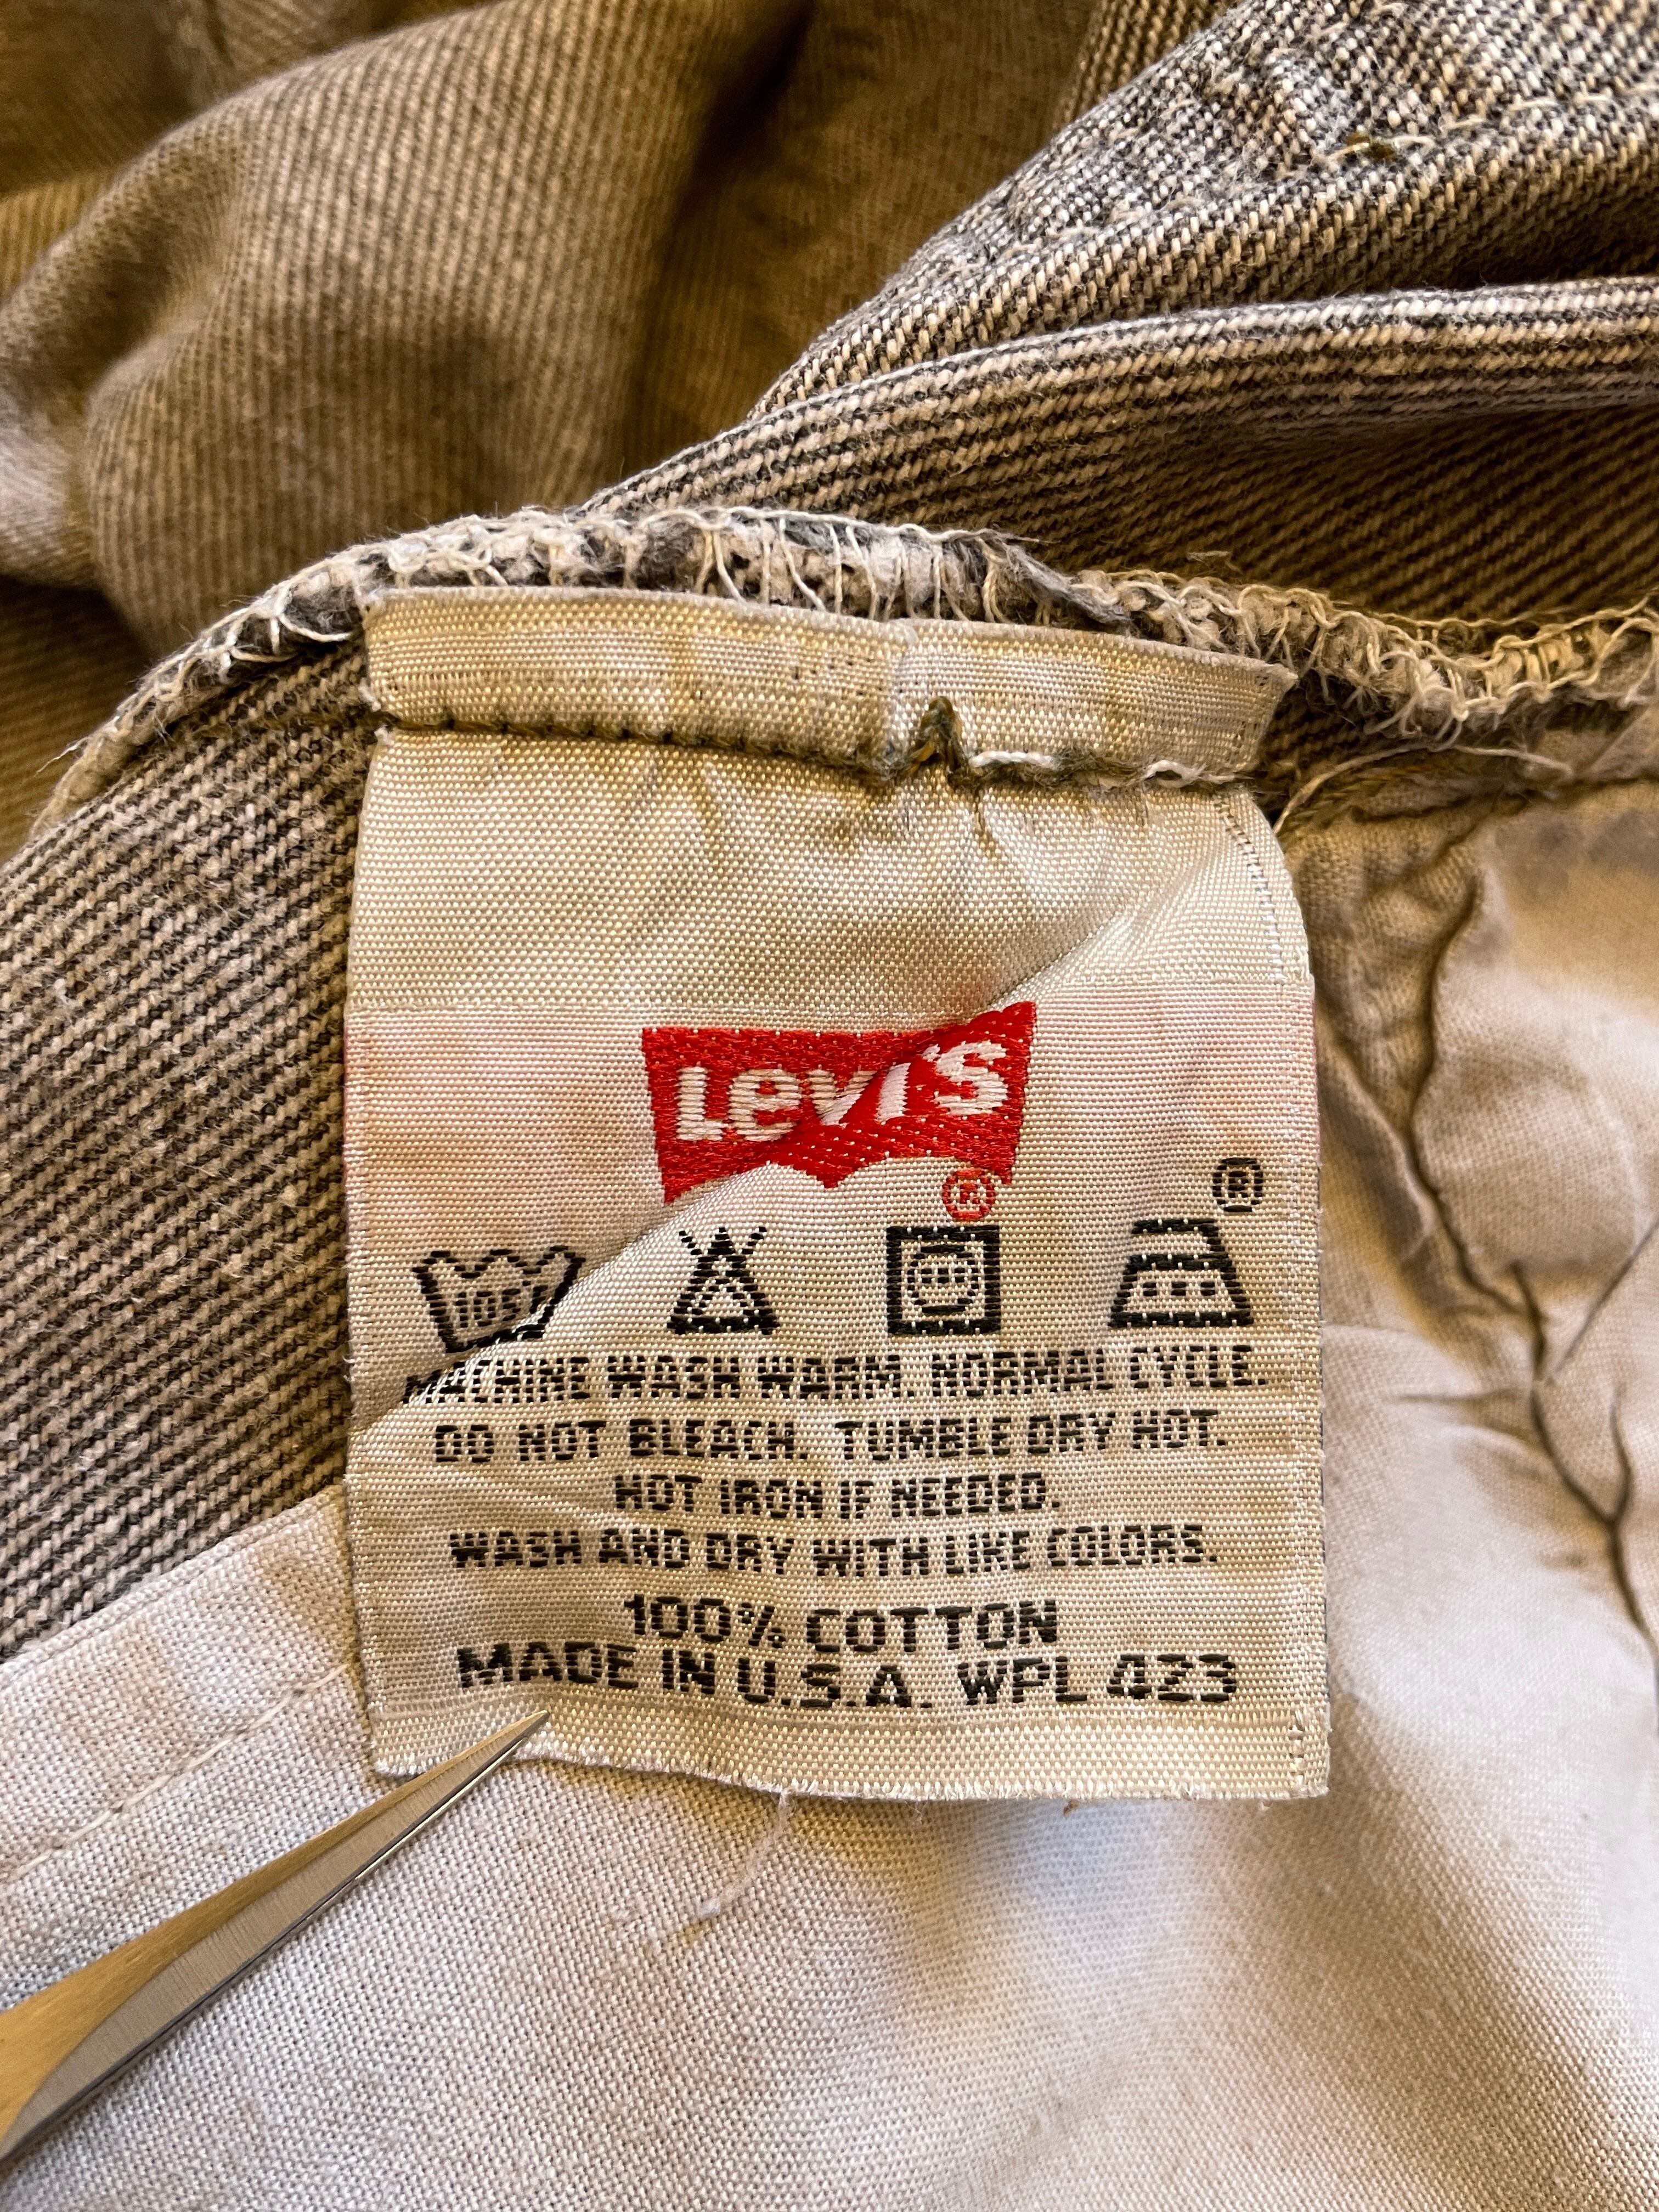 Levi's
®
®
105F
MACHINE WASH WARM. NORMAL CYCLE.
DO NOT BLEACH. TUMBLE DRY HOT.
HOT IRON IF NEEDED.
WASH AND DRY WITH LIKE COLORS.
100% COTTON
MADE IN U.S.A. WPL 423